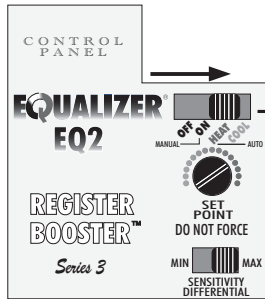 CONTROL
PANEL
EQUALIZER®
EQ2
OFF ON HEAT COOL
MANUAL AUTO
REGISTER
BOOSTER™
Series 3
SET
POINT
DO NOT FORCE
MIN MAX
SENSITIVITY
DIFFERENTIAL